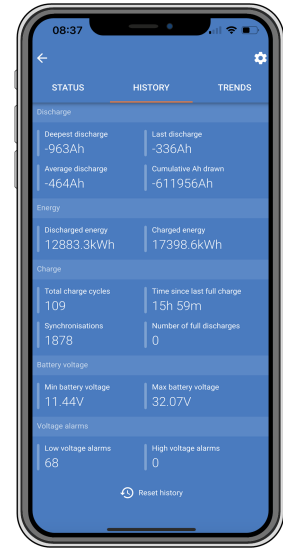 08:37
STATUS HISTORY TRENDS
Discharge
Deepest discharge Last discharge
-963Ah -336Ah
Average discharge Cumulative Ah drawn
-464Ah -611956Ah
Energy
Discharged energy Charged energy
12883.3kWh 17398.6kWh
Charge
Total charge cycles Time since last full charge
109 15h 59m
Synchronisations Number of full discharges
1878 0
Battery voltage
Min battery voltage Max battery voltage
11.44V 32.07V
Voltage alarms
Low voltage alarms High voltage alarms
68 0
Reset history